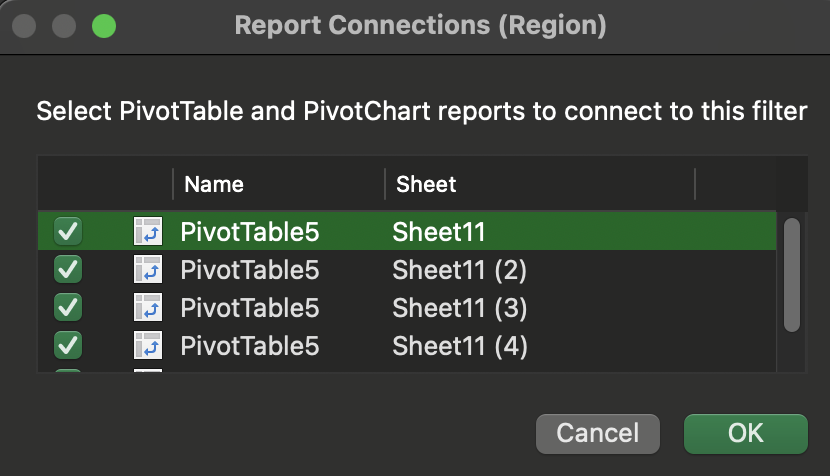 Report Connections (Region)
Select PivotTable and PivotChart reports to connect to this filter
Name Sheet
PivotTable5 Sheet11
PivotTable5 Sheet11 (2)
PivotTable5 Sheet11 (3)
PivotTable5 Sheet11 (4)
Cancel OK